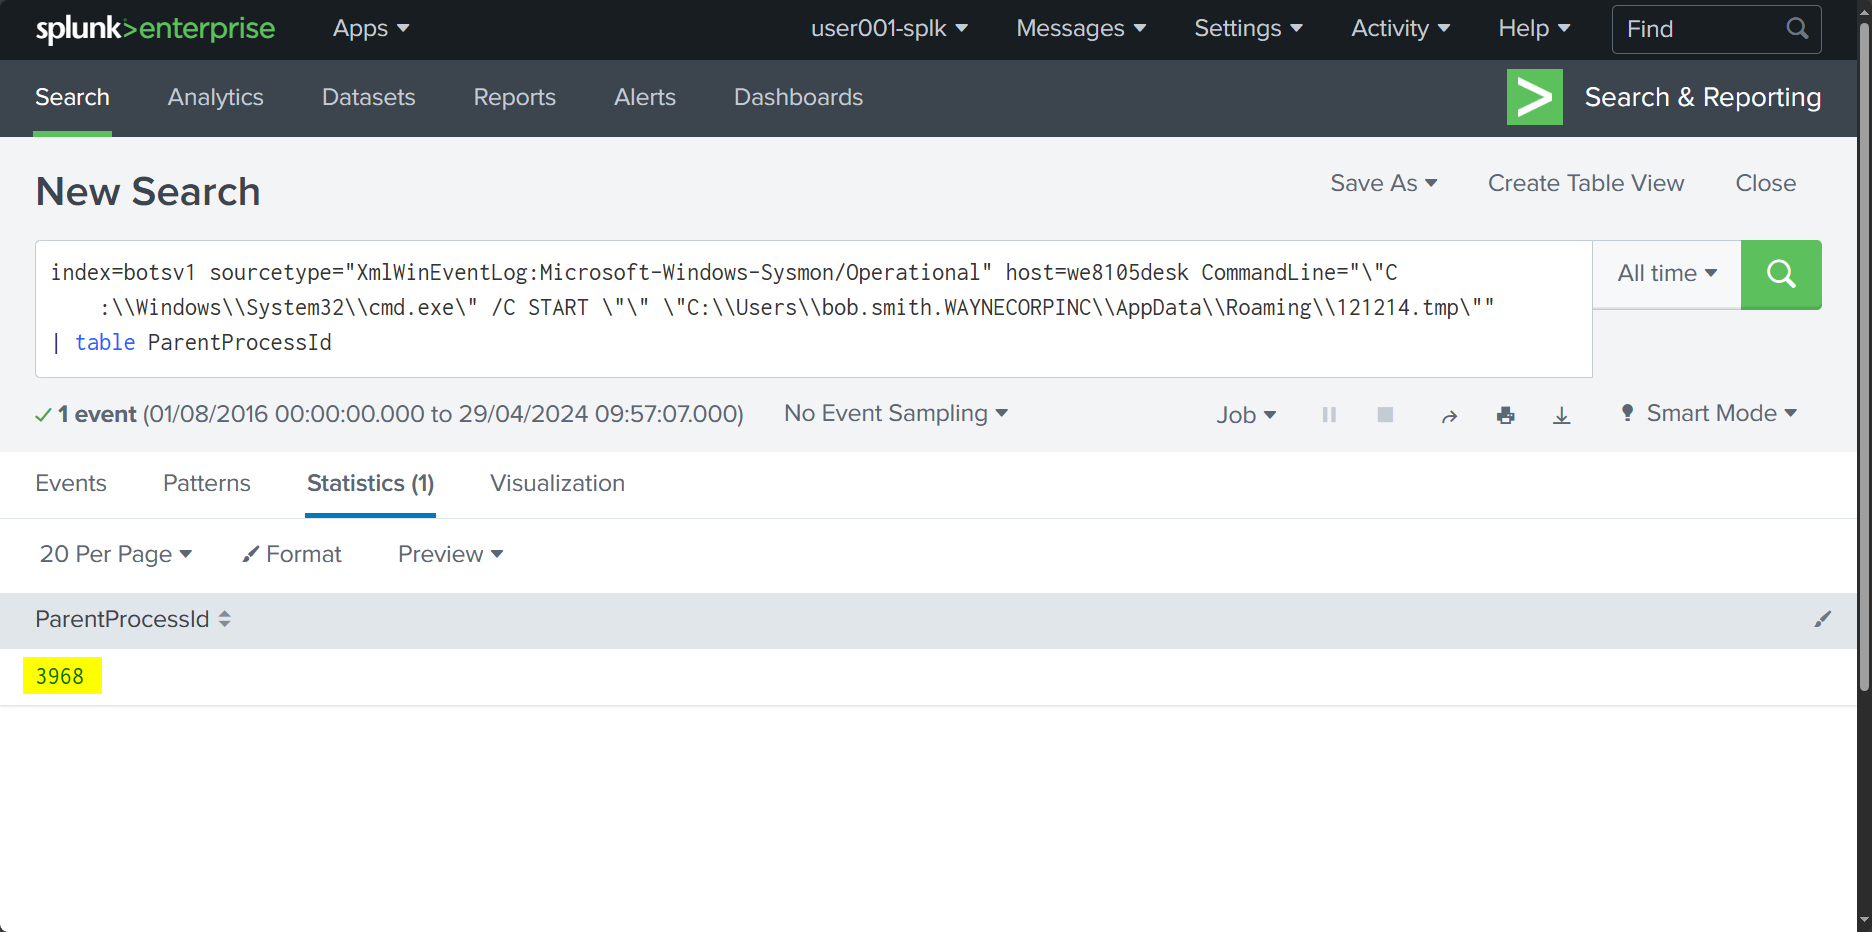 splunk>enterprise Apps user001-splk Messages Settings Activity Help Find
Search Analytics Datasets Reports Alerts Dashboards > Search & Reporting
New Search Save As Create Table View Close
index=botsv1 sourcetype="XmlWinEventLog:Microsoft-Windows-Sysmon/Operational" host=we8105desk CommandLine="\"C
:\\Windows\\System32\\cmd.exe\" /C START \"\" \"C:\\Users\\bob.smith.WAYNECORPINC\\AppData\\Roaming\\121214.tmp\""
| table ParentProcessId
All time
1 event (01/08/2016 00:00:00.000 to 29/04/2024 09:57:07.000) No Event Sampling Job Smart Mode
Events Patterns Statistics (1) Visualization
20 Per Page Format Preview
ParentProcessId
3968